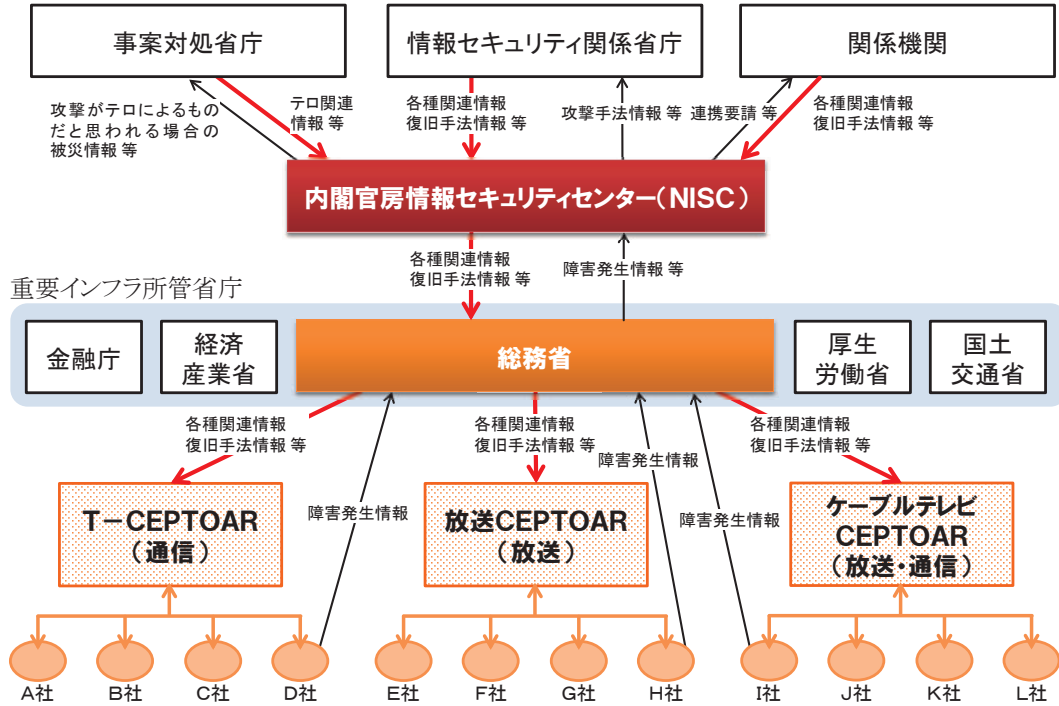 事案対処省庁
情報セキュリティ関係省庁
関係機関
攻撃がテロによるもの
だと思われる場合の
被災情報 等
テロ関連
情報 等
各種関連情報
復旧手法情報 等
攻撃手法情報 等
連携要請 等
各種関連情報
復旧手法情報 等
内閣官房情報セキュリティセンター(NISC)
各種関連情報
復旧手法情報 等
障害発生情報 等
重要インフラ所管省庁
金融庁
経済
産業省
総務省
厚生
労働省
国土
交通省
各種関連情報
復旧手法情報 等
各種関連情報
復旧手法情報 等
障害発生情報
各種関連情報
復旧手法情報 等
T-CEPTOAR
(通信)
障害発生情報
放送CEPTOAR
(放送)
障害発生情報
ケーブルテレビ
CEPTOAR
(放送・通信)
A社
B社
C社
D社
E社
F社
G社
H社
I社
J社
K社
L社